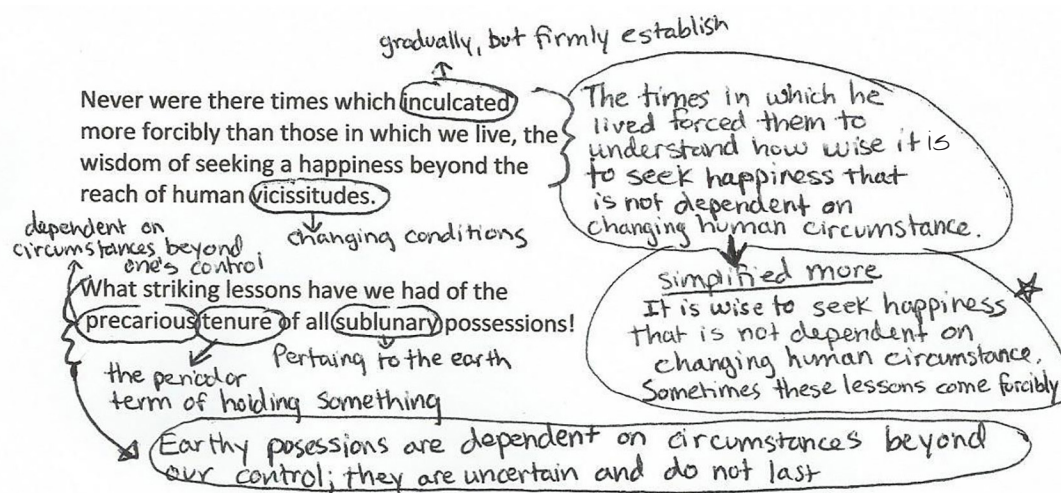 gradually, but firmly establish
Never were there times which inculcated
more forcibly than those in which we live, the
wisdom of seeking a happiness beyond the
reach of human vicissitudes.
changing conditions
The times in which he
lived forced them to
understand how wise it is
to seek happiness that
is not dependent on
changing human circumstance.
simplified more
It is wise to seek happiness
that is not dependent on
changing human circumstance.
Sometimes these lessons come forcibly
dependent on
circumstances beyond
one's control
What striking lessons have we had of the
precarious tenure of all sublunary possessions!
Pertaing to the earth
the period or
term of holding something
Earthy posessions are dependent on circumstances beyond
our control; they are uncertain and do not last